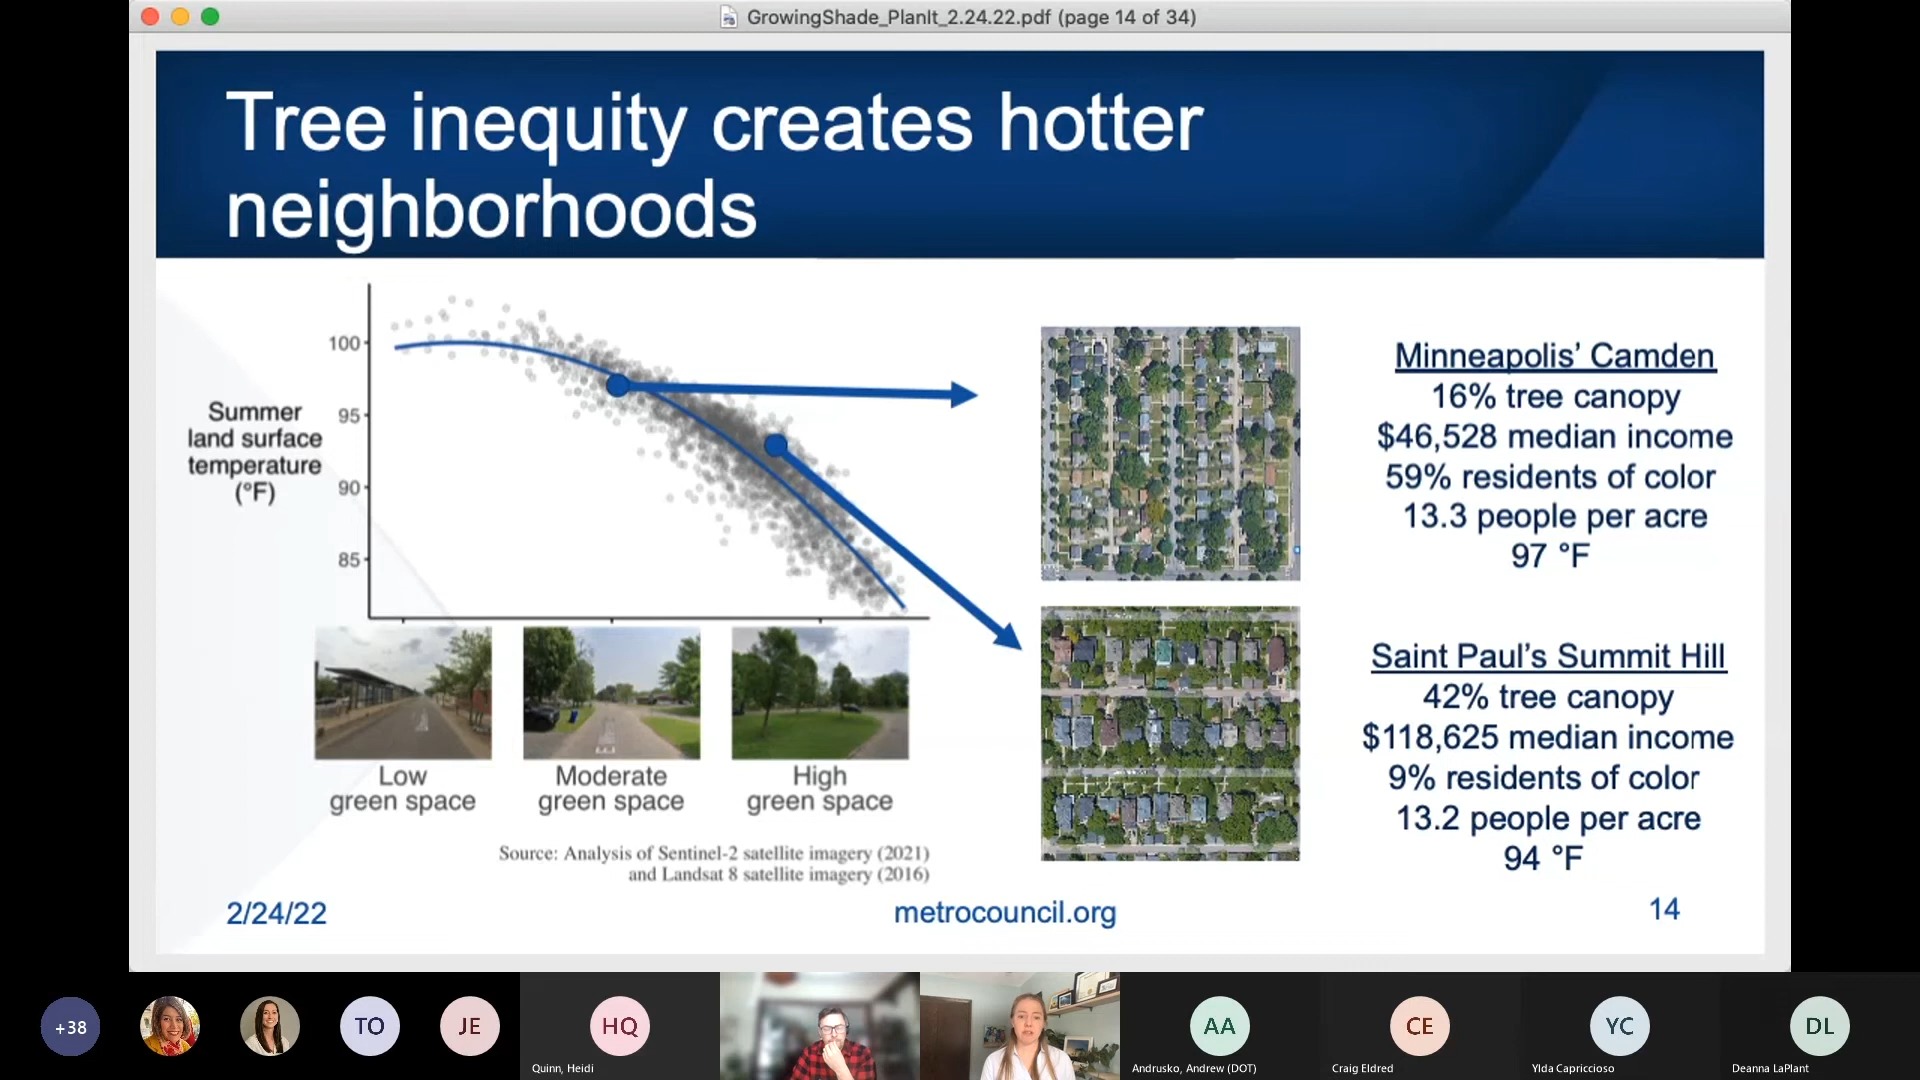 GrowingShade_PlanIt_2.24.22.pdf (page 14 of 34)
Tree inequity creates hotter
neighborhoods
Summer
land surface
temperature
(°F)
100
95
90
85
Low
green space
Moderate
green space
High
green space
Source: Analysis of Sentinel-2 satellite imagery (2021)
and Landsat 8 satellite imagery (2016)
Minneapolis’ Camden
16% tree canopy
$46,528 median income
59% residents of color
13.3 people per acre
97 °F
Saint Paul’s Summit Hill
42% tree canopy
$118,625 median income
9% residents of color
13.2 people per acre
94 °F
2/24/22
metrocouncil.org
14
+38
TO
JE
HQ
Quinn, Heidi
AA
Andrusko, Andrew (DOT)
CE
Craig Eldred
YC
Ylda Capriccioso
DL
Deanna LaPlant